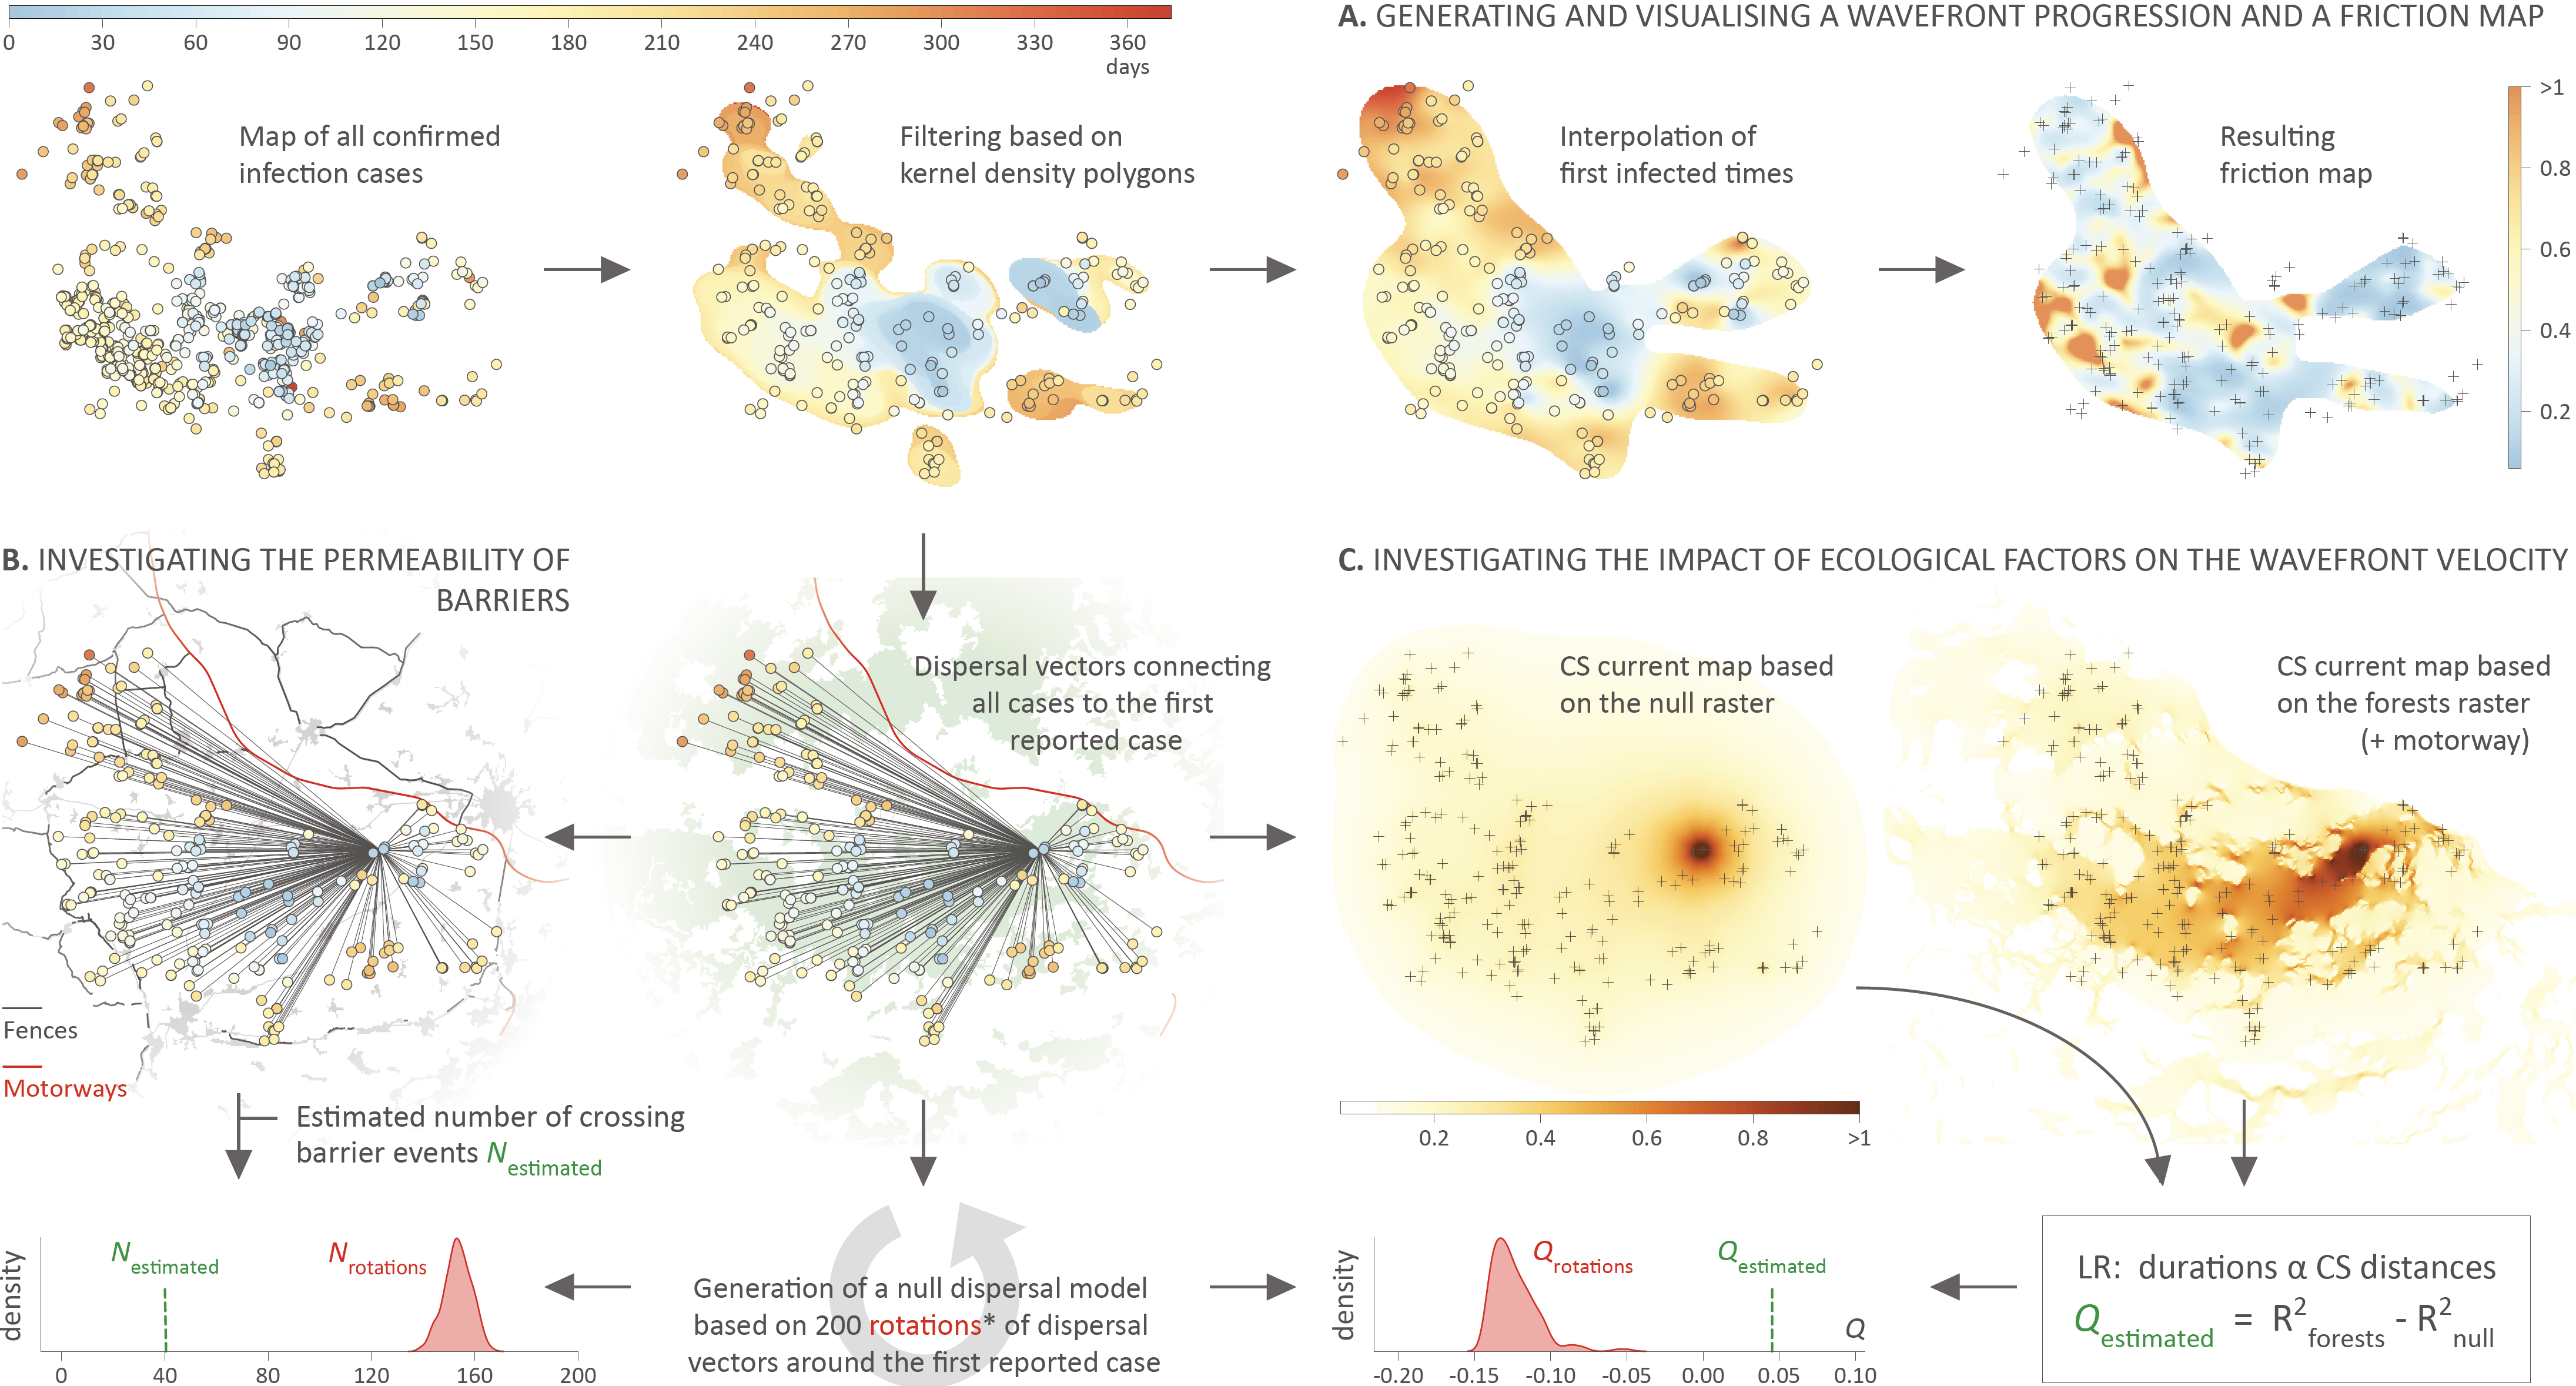 0 30 60 90 120 150 180 210 240 270 300 330 360
days
Map of all confirmed
infection cases
Filtering based on
kernel density polygons
A. GENERATING AND VISUALISING A WAVEFRONT PROGRESSION AND A FRICTION MAP
Interpolation of
first infected times
Resulting
friction map
>1
0.8
0.6
0.4
0.2
B. INVESTIGATING THE PERMEABILITY OF
BARRIERS
Fences
Motorways
Dispersal vectors connecting
all cases to the first
reported case
C. INVESTIGATING THE IMPACT OF ECOLOGICAL FACTORS ON THE WAVEFRONT VELOCITY
CS current map based
on the null raster
CS current map based
on the forests raster
(+ motorway)
0.2 0.4 0.6 0.8 >1
Estimated number of crossing
barrier events N estimated
density
N estimated
N rotations
0 40 80 120 160 200
Generation of a null dispersal model
based on 200 rotations* of dispersal
vectors around the first reported case
density
Q rotations
Q estimated
Q
-0.20 -0.15 -0.10 -0.05 0.00 0.05 0.10
LR: durations α CS distances
Q estimated = R² forests - R² null